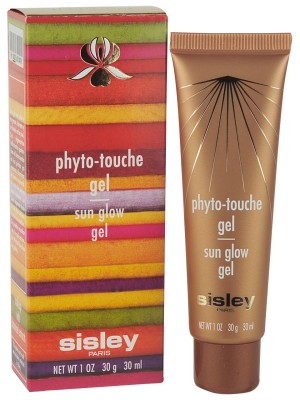 phyto-touche
gel
sun glow
gel
sisley
PARIS
NET WT 1 OZ 30 g 30 ml
phyto-touche
gel
sun glow
gel
sisley
PARIS
NET WT 1 OZ 30 g 30 ml